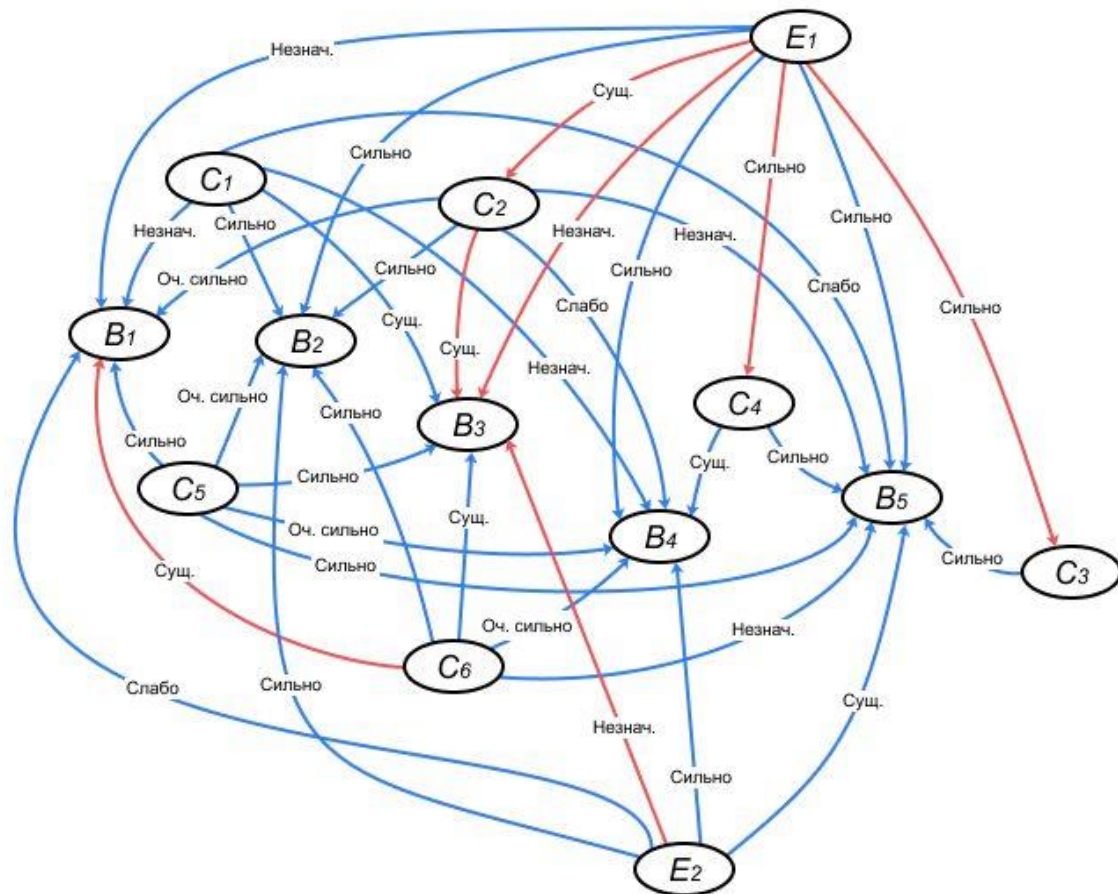 E1
Незнач.
Сущ.
Сильно
Сильно
C1
C2
Незнач.
Сильно
Незнач.
Незнач.
Сильно
Оч. сильно
Сильно
Сильно
Слабо
Слабо
Сильно
B1
B2
Сущ.
Сущ.
Незнач.
Оч. сильно
C4
B3
Сильно
Сильно
Сущ.
Сильно
C5
Сильно
B5
Сущ.
Оч. сильно
B4
Сильно
Сильно
C3
Сущ.
Оч. сильно
Незнач.
C6
Слабо
Сильно
Сущ.
Незнач.
Сильно
E2